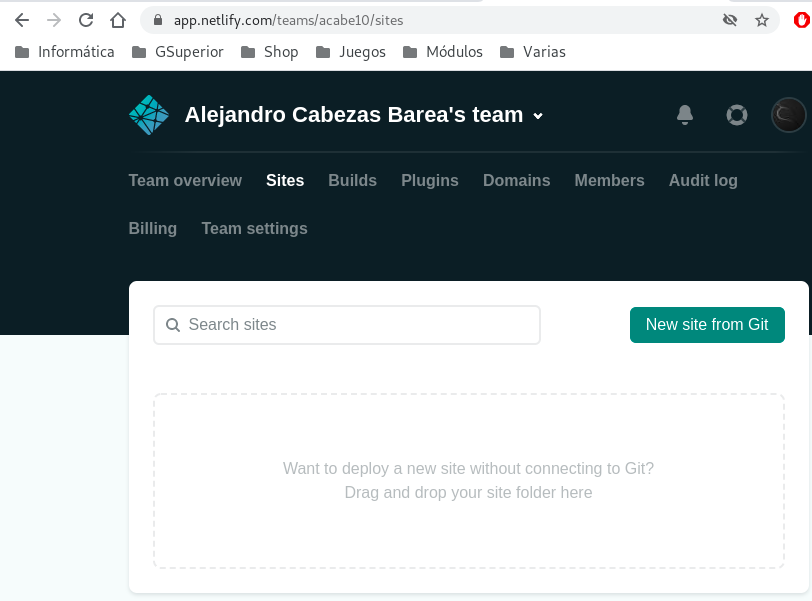 app.netlify.com/teams/acabe10/sites
Informática GSuperior Shop Juegos Módulos Varias
Alejandro Cabezas Barea's team
Team overview Sites Builds Plugins Domains Members Audit log
Billing Team settings
Search sites New site from Git
Want to deploy a new site without connecting to Git?
Drag and drop your site folder here